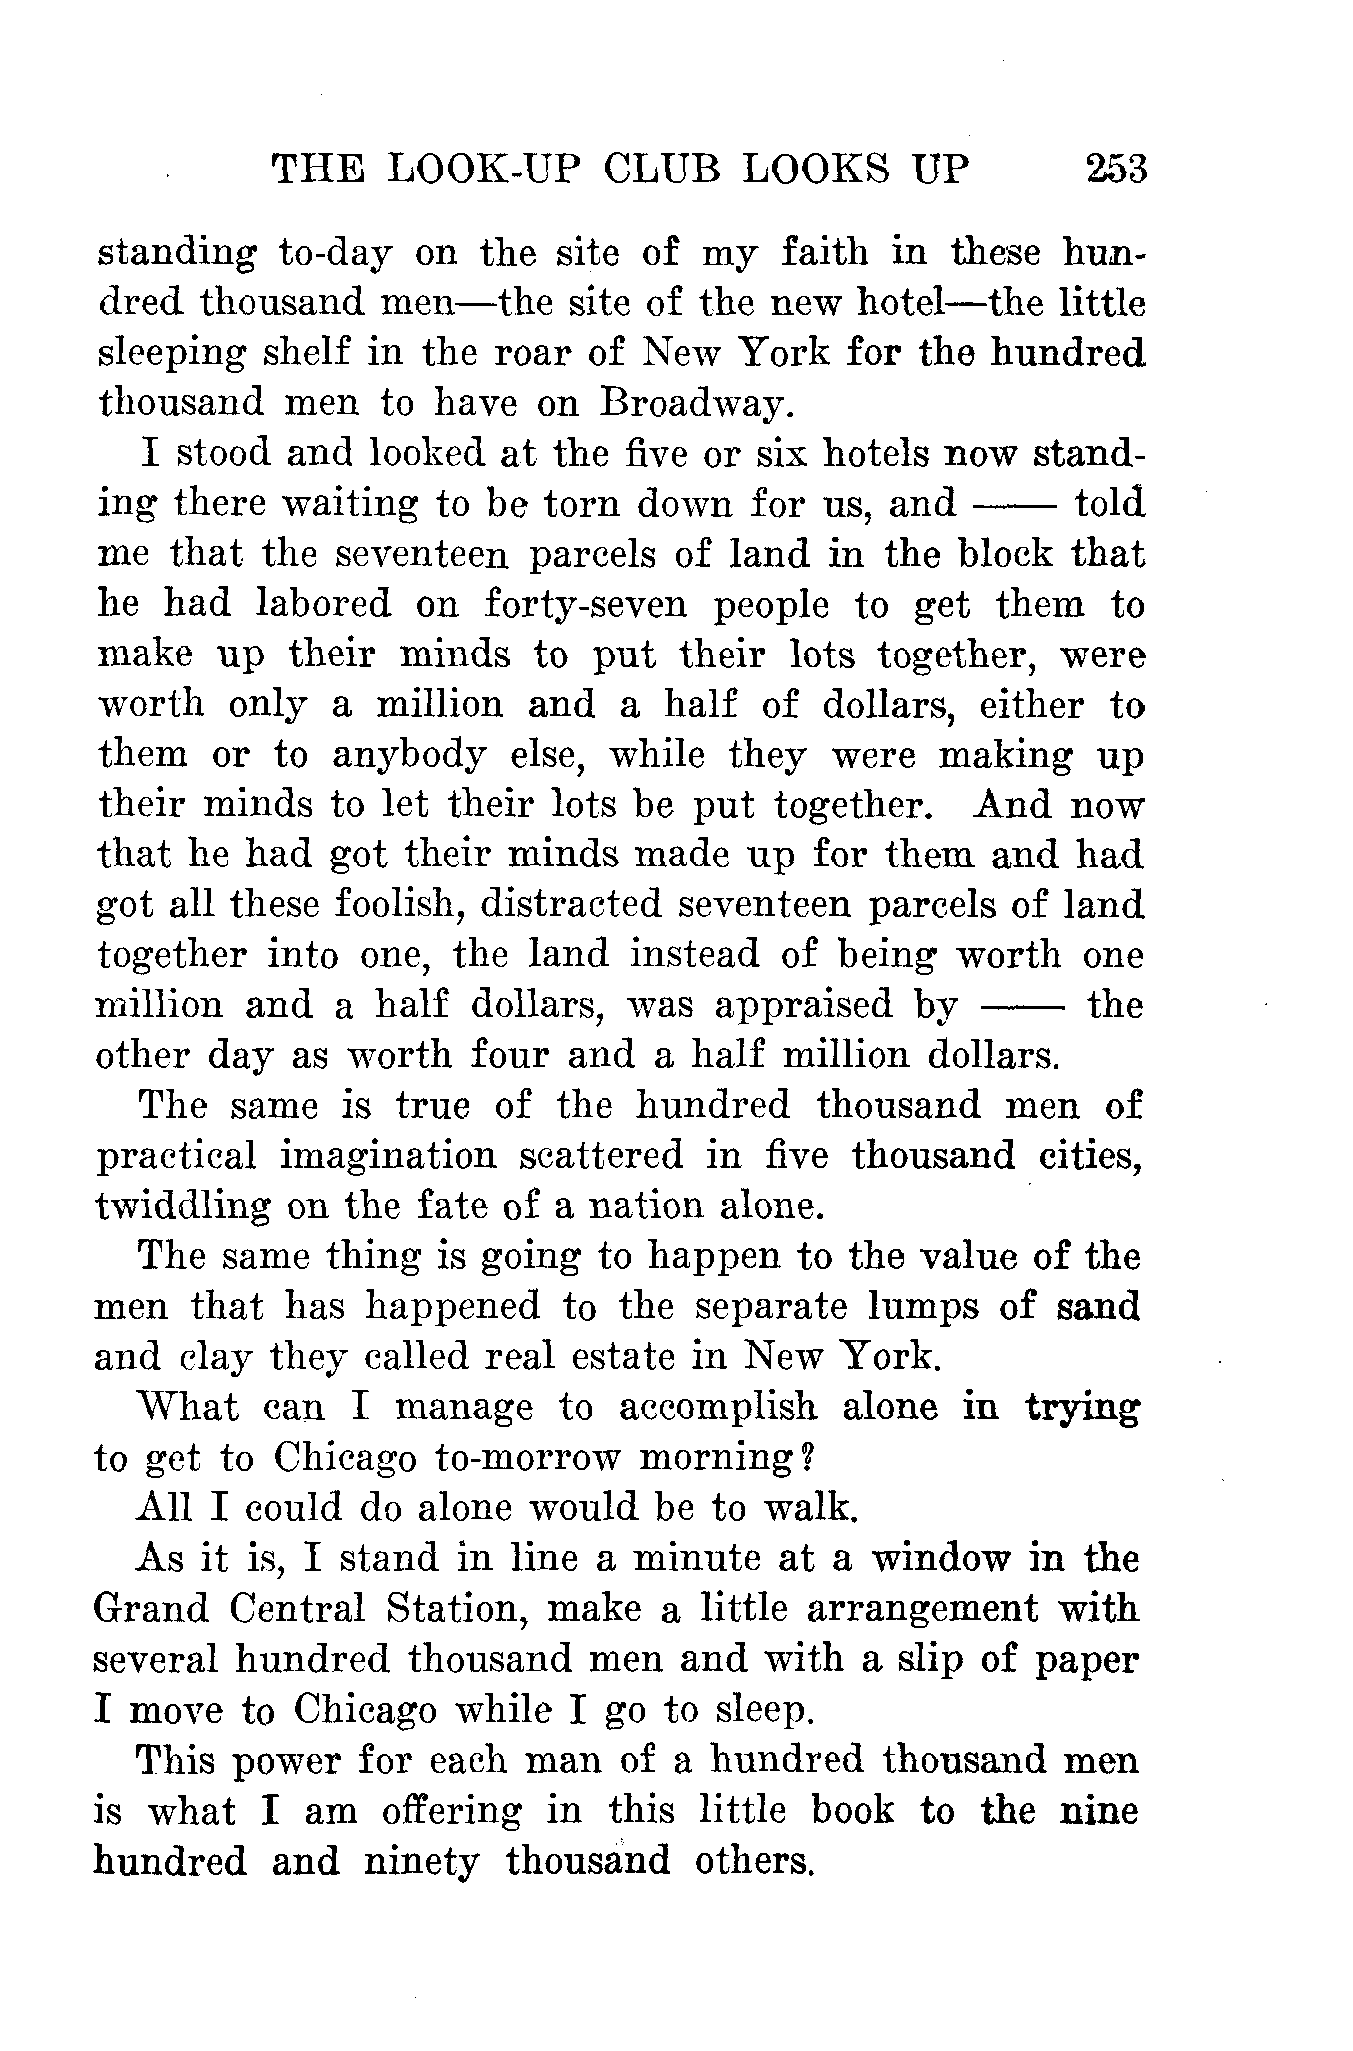 THE LOOK-UP CLUB LOOKS UP 253
standing to-day on the site of my faith in these hun-
dred thousand men—the site of the new hotel—the little
sleeping shelf in the roar of New York for the hundred
thousand men to have on Broadway.
I stood and looked at the five or six hotels now stand-
ing there waiting to be torn down for us, and —— told
me that the seventeen parcels of land in the block that
he had labored on forty-seven people to get them to
make up their minds to put their lots together, were
worth only a million and a half of dollars, either to
them or to anybody else, while they were making up
their minds to let their lots be put together. And now
that he had got their minds made up for them and had
got all these foolish, distracted seventeen parcels of land
together into one, the land instead of being worth one
million and a half dollars, was appraised by —— the
other day as worth four and a half million dollars.
The same is true of the hundred thousand men of
practical imagination scattered in five thousand cities,
twiddling on the fate of a nation alone.
The same thing is going to happen to the value of the
men that has happened to the separate lumps of sand
and clay they called real estate in New York.
What can I manage to accomplish alone in trying
to get to Chicago to-morrow morning?
All I could do alone would be to walk.
As it is, I stand in line a minute at a window in the
Grand Central Station, make a little arrangement with
several hundred thousand men and with a slip of paper
I move to Chicago while I go to sleep.
This power for each man of a hundred thousand men
is what I am offering in this little book to the nine
hundred and ninety thousand others.